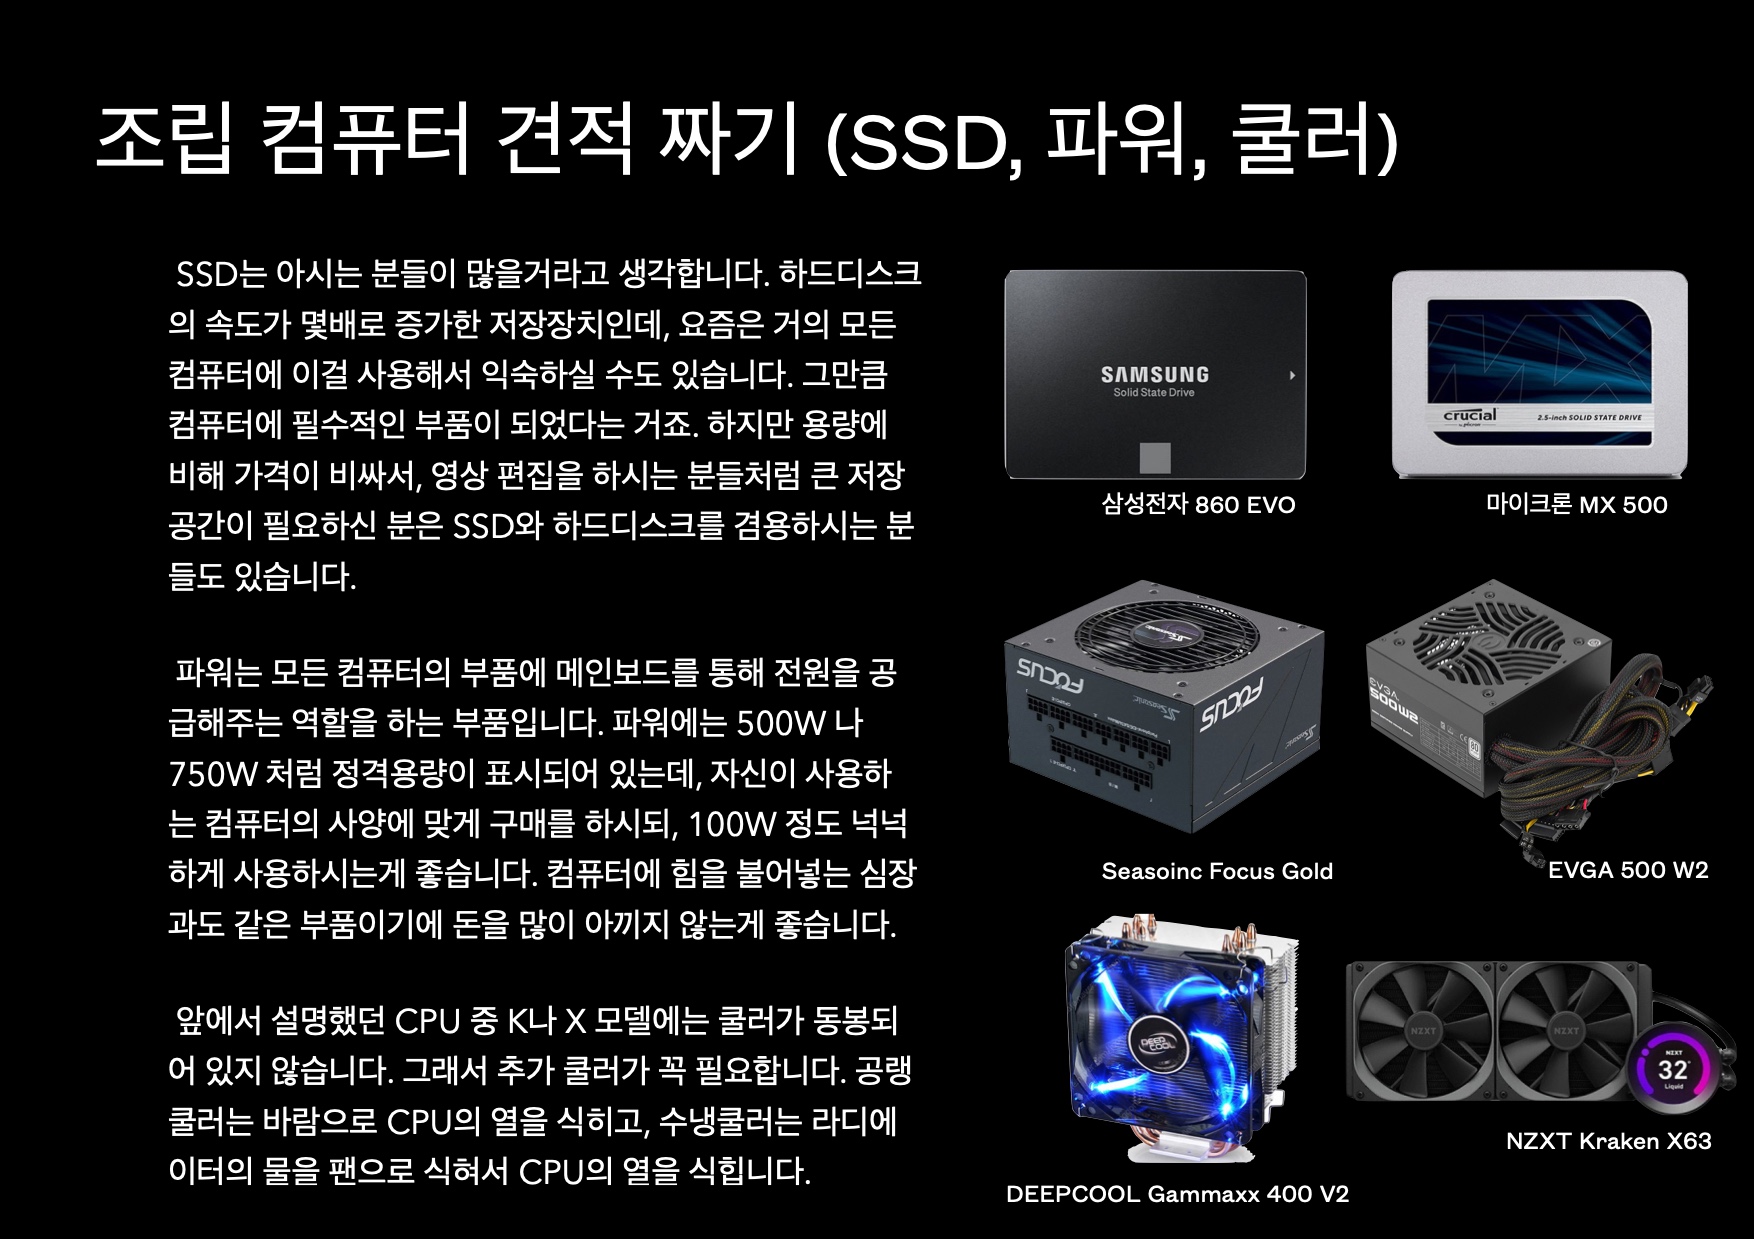 조립 컴퓨터 견적 짜기 (SSD, 파워, 쿨러)
SSD는 아시는 분들이 많을거라고 생각합니다. 하드디스크
의 속도가 몇배로 증가한 저장장치인데, 요즘은 거의 모든
컴퓨터에 이걸 사용해서 익숙하실 수도 있습니다. 그만큼
컴퓨터에 필수적인 부품이 되었다는 거죠. 하지만 용량에
비해 가격이 비싸서, 영상 편집을 하시는 분들처럼 큰 저장
공간이 필요하신 분은 SSD와 하드디스크를 겸용하시는 분
들도 있습니다.
파워는 모든 컴퓨터의 부품에 메인보드를 통해 전원을 공
급해주는 역할을 하는 부품입니다. 파워에는 500W 나
750W 처럼 정격용량이 표시되어 있는데, 자신이 사용하
는 컴퓨터의 사양에 맞게 구매를 하시되, 100W 정도 넉넉
하게 사용하시는게 좋습니다. 컴퓨터에 힘을 불어넣는 심장
과도 같은 부품이기에 돈을 많이 아끼지 않는게 좋습니다.
앞에서 설명했던 CPU 중 K나 X 모델에는 쿨러가 동봉되
어 있지 않습니다. 그래서 추가 쿨러가 꼭 필요합니다. 공랭
쿨러는 바람으로 CPU의 열을 식히고, 수냉쿨러는 라디에
이터의 물을 팬으로 식혀서 CPU의 열을 식힙니다.
SAMSUNG
Solid State Drive
삼성전자 860 EVO
crucial
by micron
2.5-inch SOLID STATE DRIVE
마이크론 MX 500
Seasonic
FOCUS
Seasonic
FOCUS
Seasonic
Seasoinc Focus Gold
EVGA
500W2
EVGA 500 W2
DEEP
COOL
DEEPCOOL Gammaxx 400 V2
NZXT
NZXT
NZXT
32°
Liquid
NZXT Kraken X63